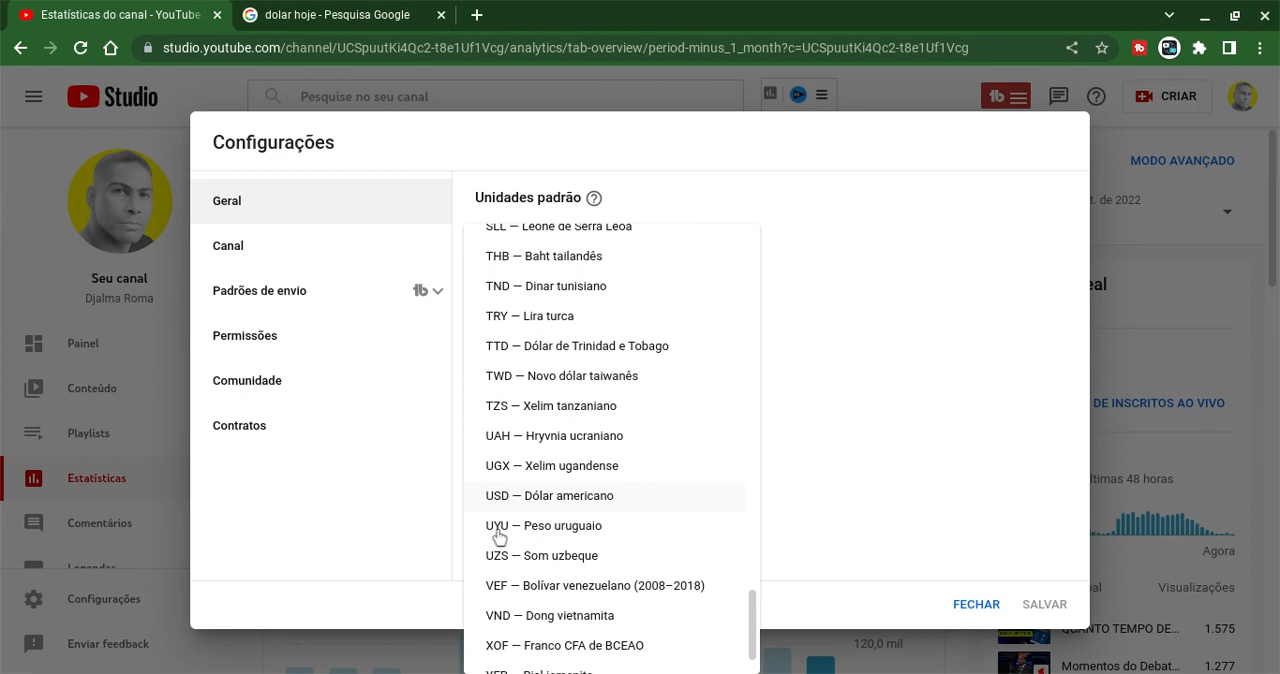 Estatísticas do canal - YouTube
dolar hoje - Pesquisa Google
studio.youtube.com/channel/UCSpuutKi4Qc2-t8e1Uf1Vcg/analytics/tab-overview/period-minus_1_month?c=UCSpuutKi4Qc2-t8e1Uf1Vcg
Studio
Pesquise no seu canal
CRIAR
Configurações
MODO AVANÇADO
Geral
Unidades padrão
t. de 2022
SLL — Leone de Serra Leoa
Canal
THB — Baht tailandês
Seu canal
TND — Dinar tunisiano
eal
Djalma Roma
Padrões de envio
TRY — Lira turca
Painel
Permissões
TTD — Dólar de Trinidad e Tobago
Conteúdo
Comunidade
TWD — Novo dólar taiwanês
TZS — Xelim tanzaniano
DE INSCRITOS AO VIVO
Playlists
Contratos
UAH — Hryvnia ucraniano
UGX — Xelim ugandense
Estatísticas
ltimas 48 horas
USD — Dólar americano
Comentários
UYU — Peso uruguaio
UZS — Som uzbeque
Agora
Legendas
VEF — Bolívar venezuelano (2008–2018)
al
Visualizações
Configurações
VND — Dong vietnamita
FECHAR
SALVAR
QUANTO TEMPO DE...
1.575
Enviar feedback
XOF — Franco CFA de BCEAO
120,0 mil
Momentos do Debat...
1.277
YER — Rial iemenita